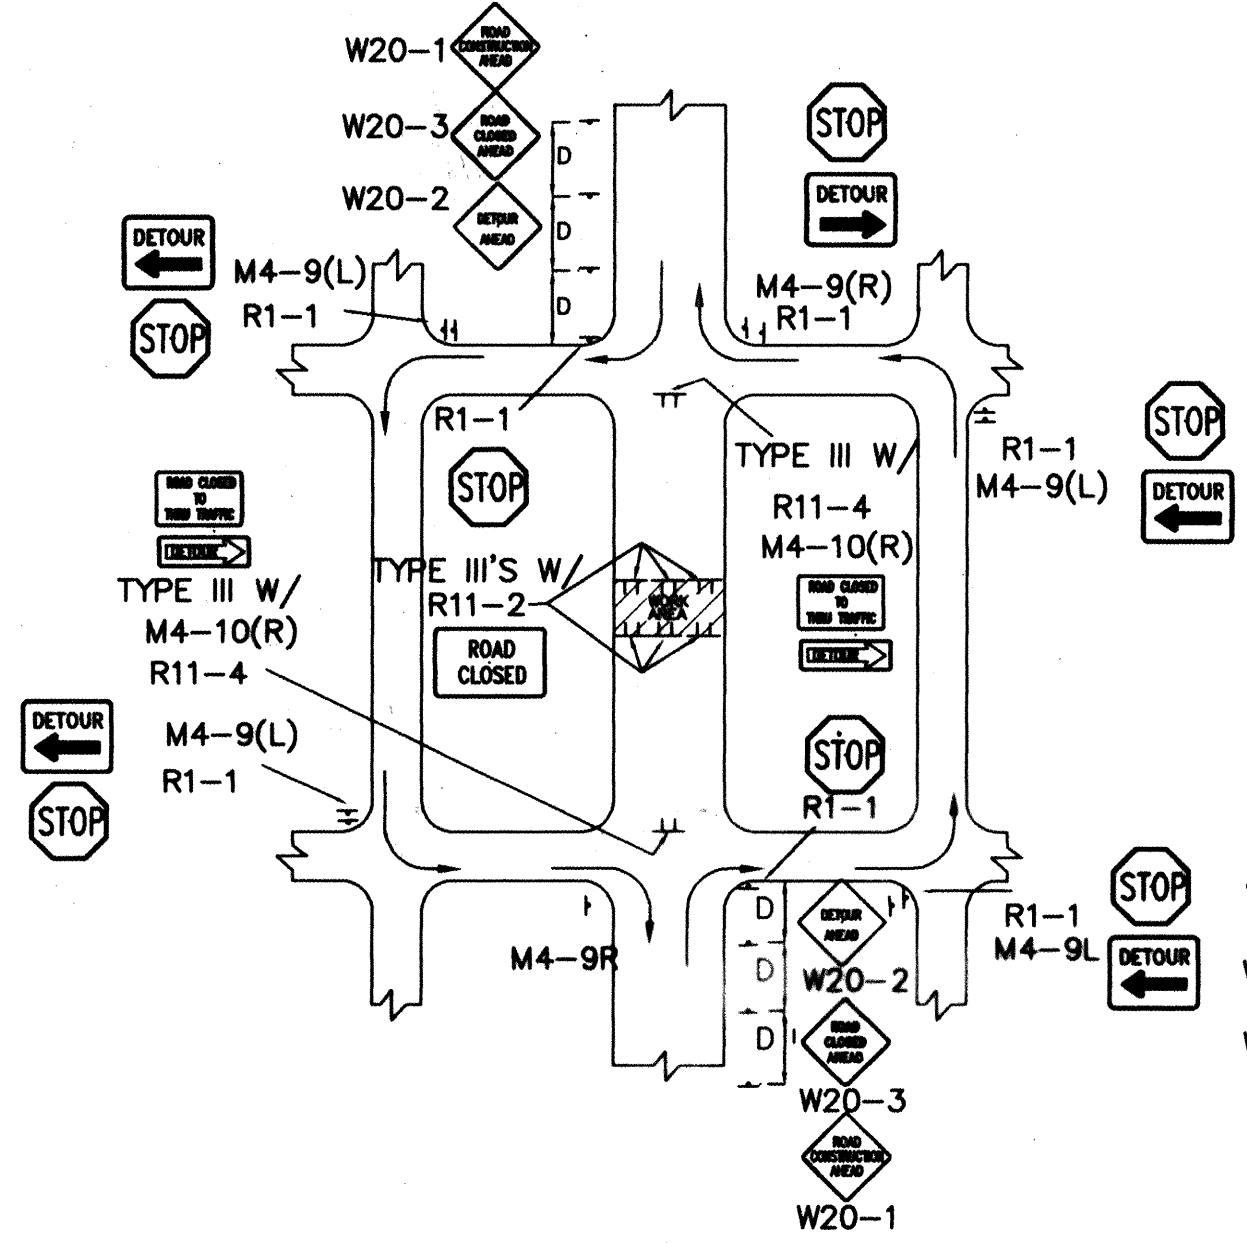 W20-1
ROAD
CONSTRUCTION
AHEAD
W20-3
ROAD
CLOSED
AHEAD
W20-2
DETOUR
AHEAD
D
D
D
STOP
DETOUR
M4-9(R)
R1-1
DETOUR
M4-9(L)
R1-1
STOP
R1-1
STOP
TYPE III W/
R11-4
M4-10(R)
ROAD CLOSED
TO
THRU TRAFFIC
DETOUR
STOP
R1-1
M4-9(L)
DETOUR
ROAD CLOSED
TO
THRU TRAFFIC
DETOUR
TYPE III W/
M4-10(R)
R11-4
TYPE III'S W/
R11-2
ROAD
CLOSED
WORK
AREA
DETOUR
M4-9(L)
R1-1
STOP
STOP
R1-1
STOP
R1-1
M4-9L
DETOUR
M4-9R
D
D
D
DETOUR
AHEAD
W20-2
ROAD
CLOSED
AHEAD
W20-3
ROAD
CONSTRUCTION
AHEAD
W20-1